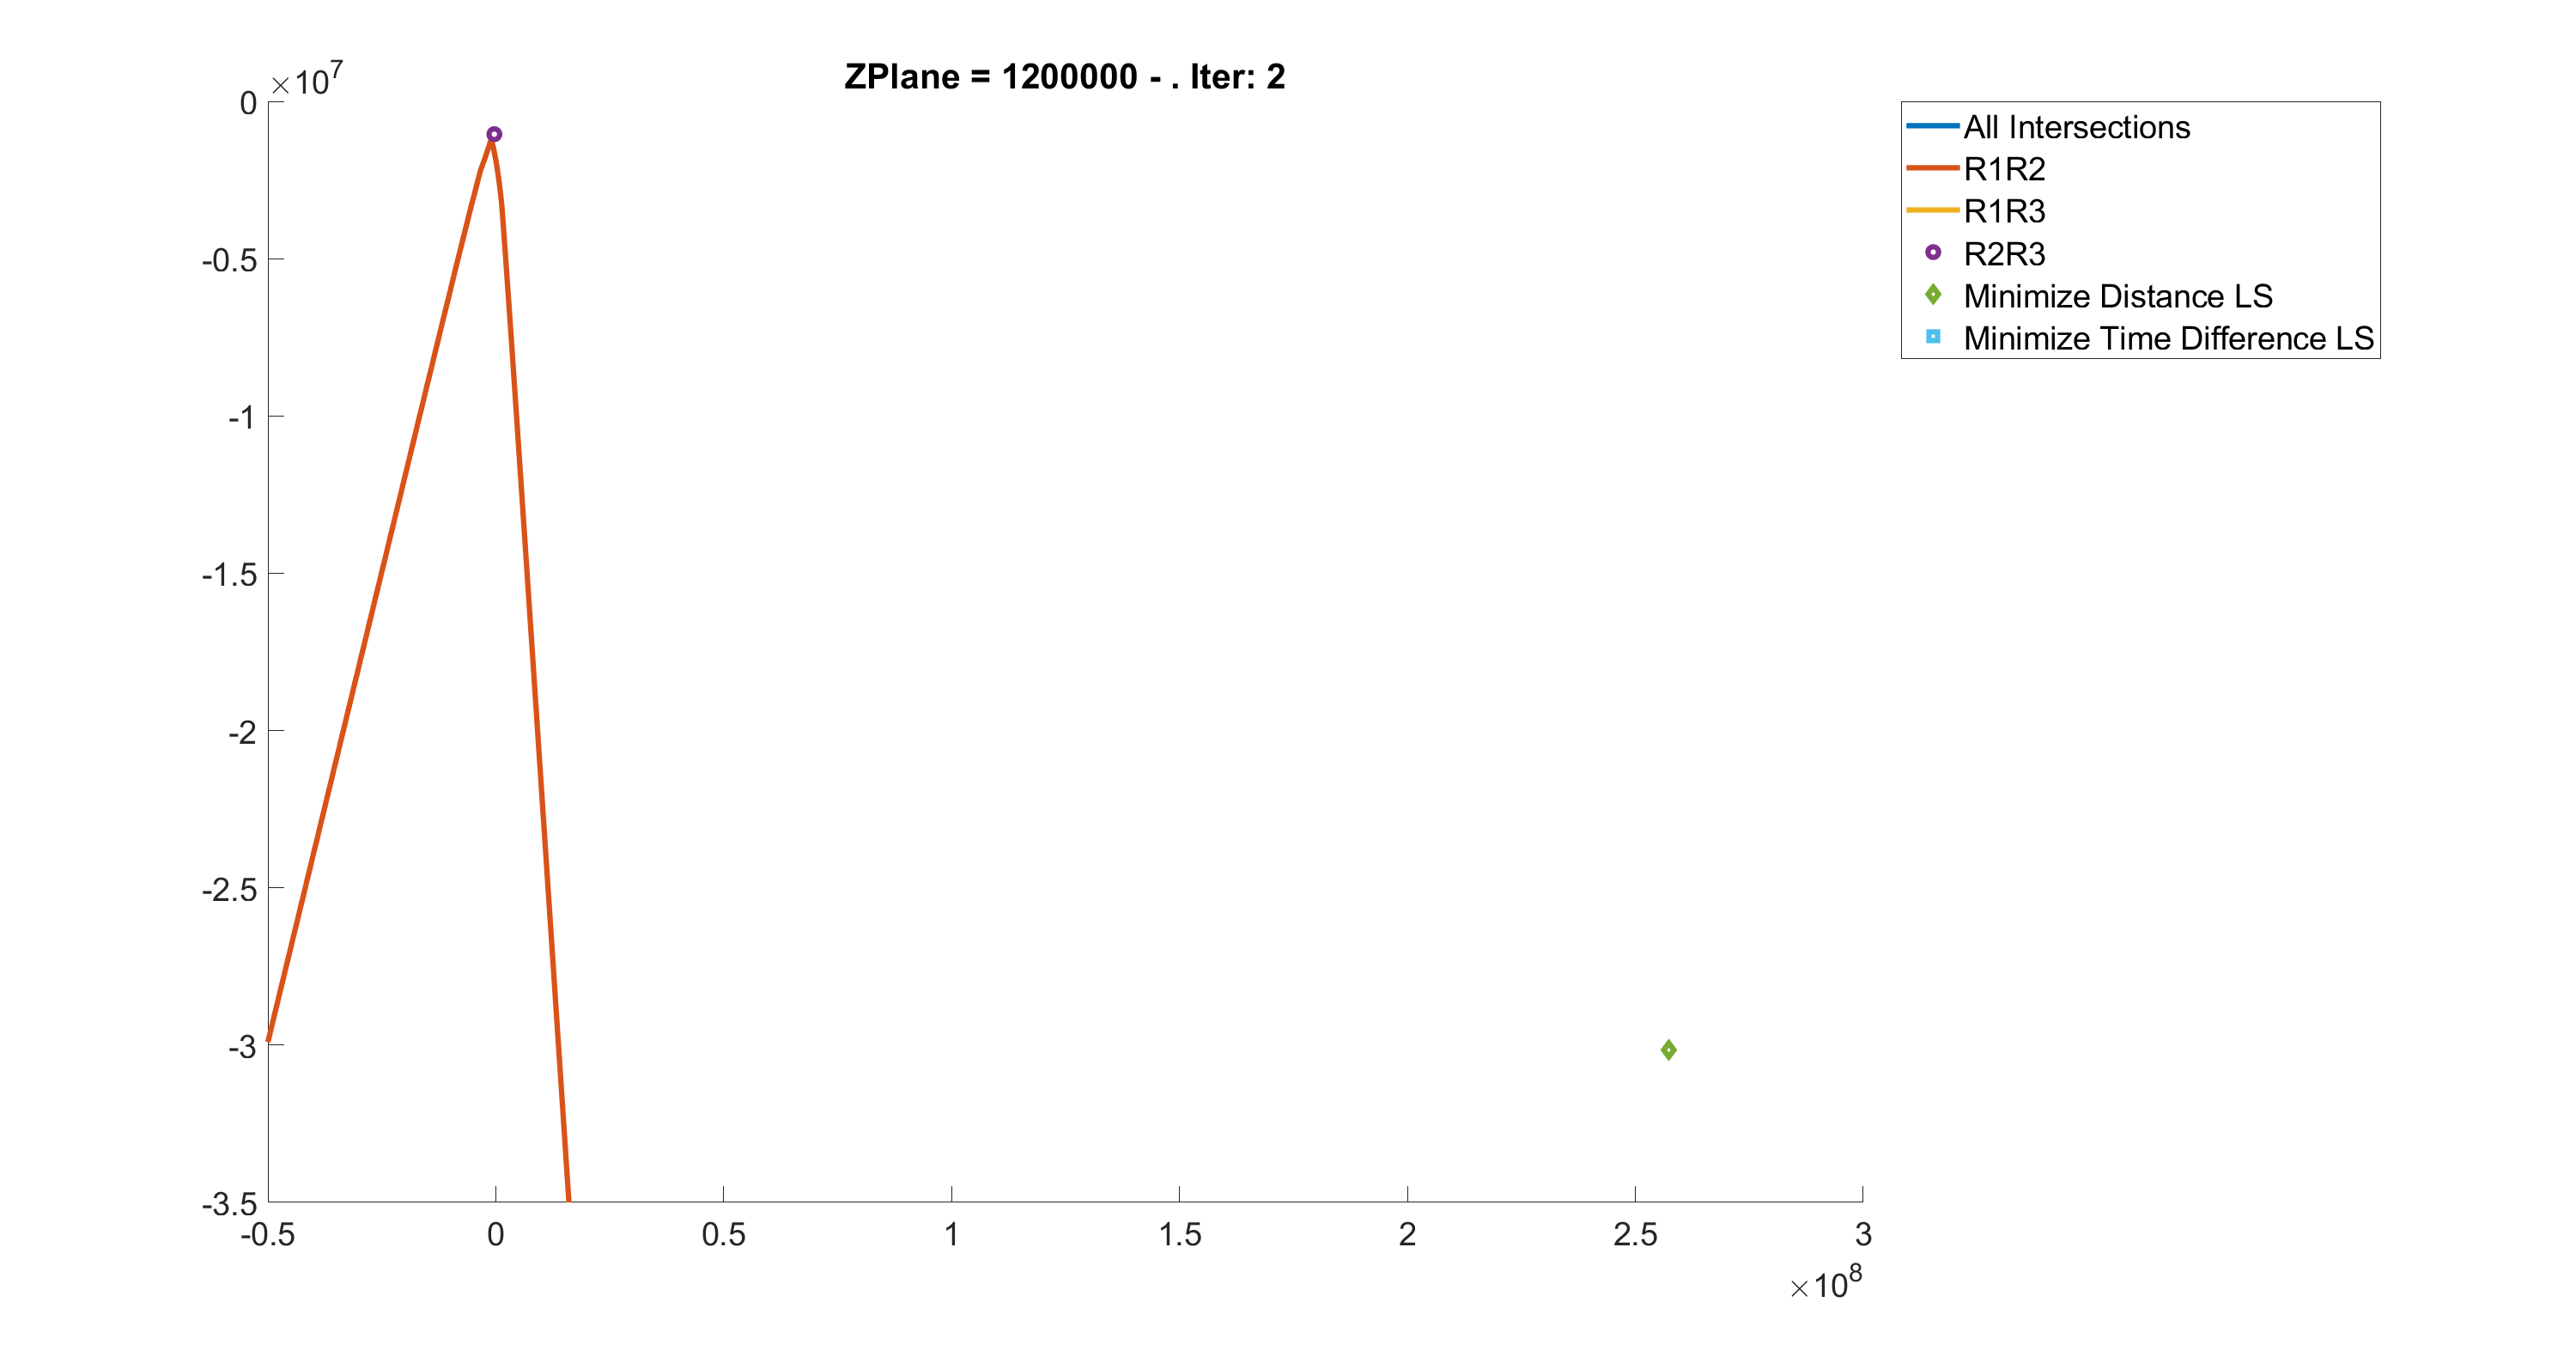 ZPlane = 1200000 - . Iter: 2
×10^7
0
-0.5
-1
-1.5
-2
-2.5
-3
-3.5
-0.5 0 0.5 1 1.5 2 2.5 3
×10^8
All Intersections
R1R2
R1R3
R2R3
Minimize Distance LS
Minimize Time Difference LS